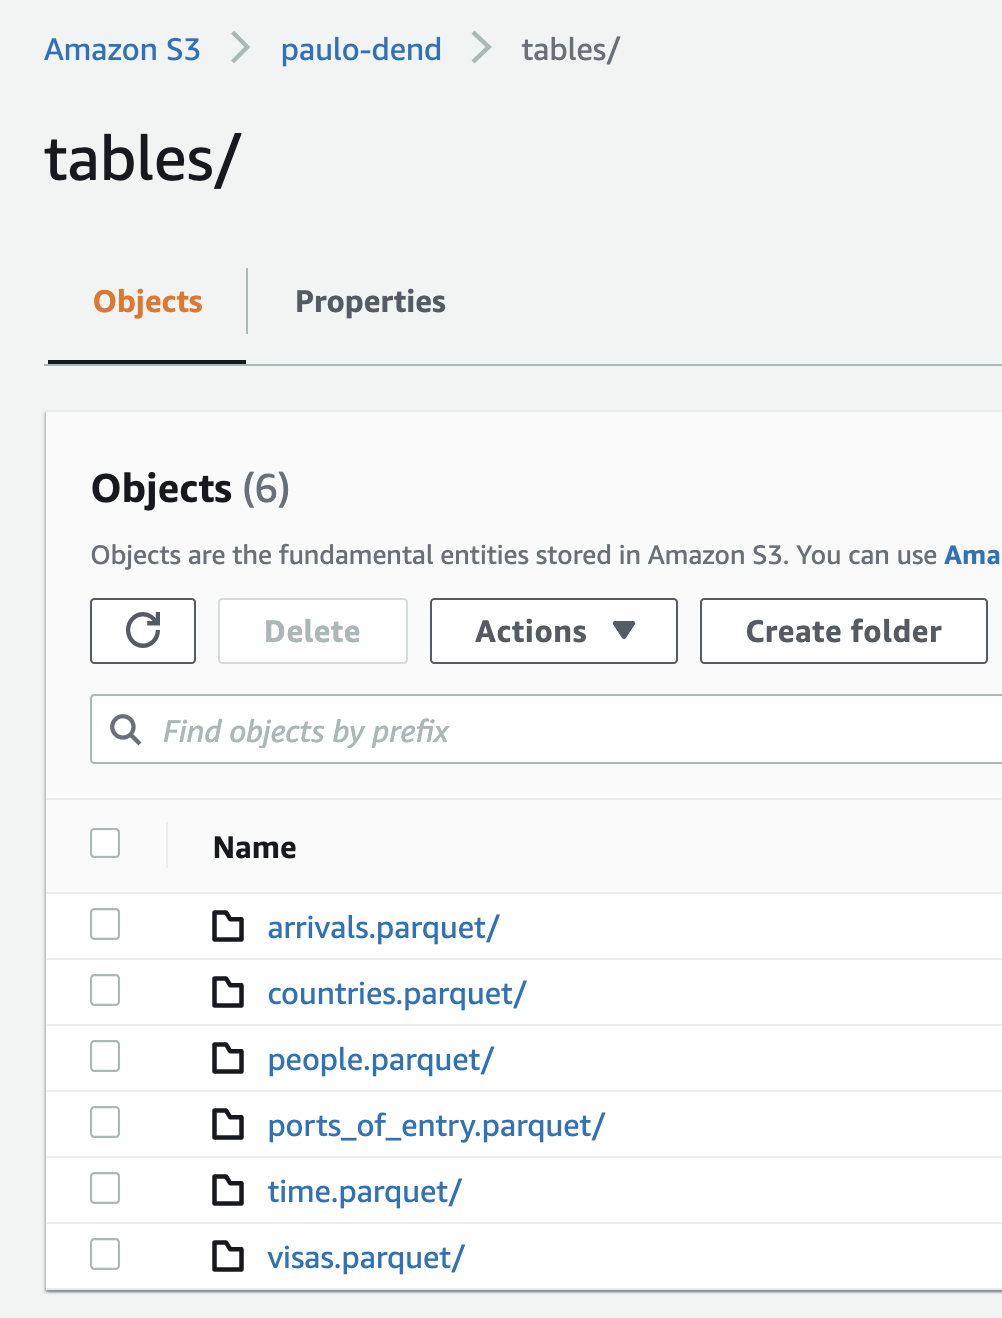 Amazon S3 > paulo-dend > tables/
tables/
Objects Properties
Objects (6)
Objects are the fundamental entities stored in Amazon S3. You can use Ama
Delete Actions Create folder
Find objects by prefix
Name
arrivals.parquet/
countries.parquet/
people.parquet/
ports_of_entry.parquet/
time.parquet/
visas.parquet/